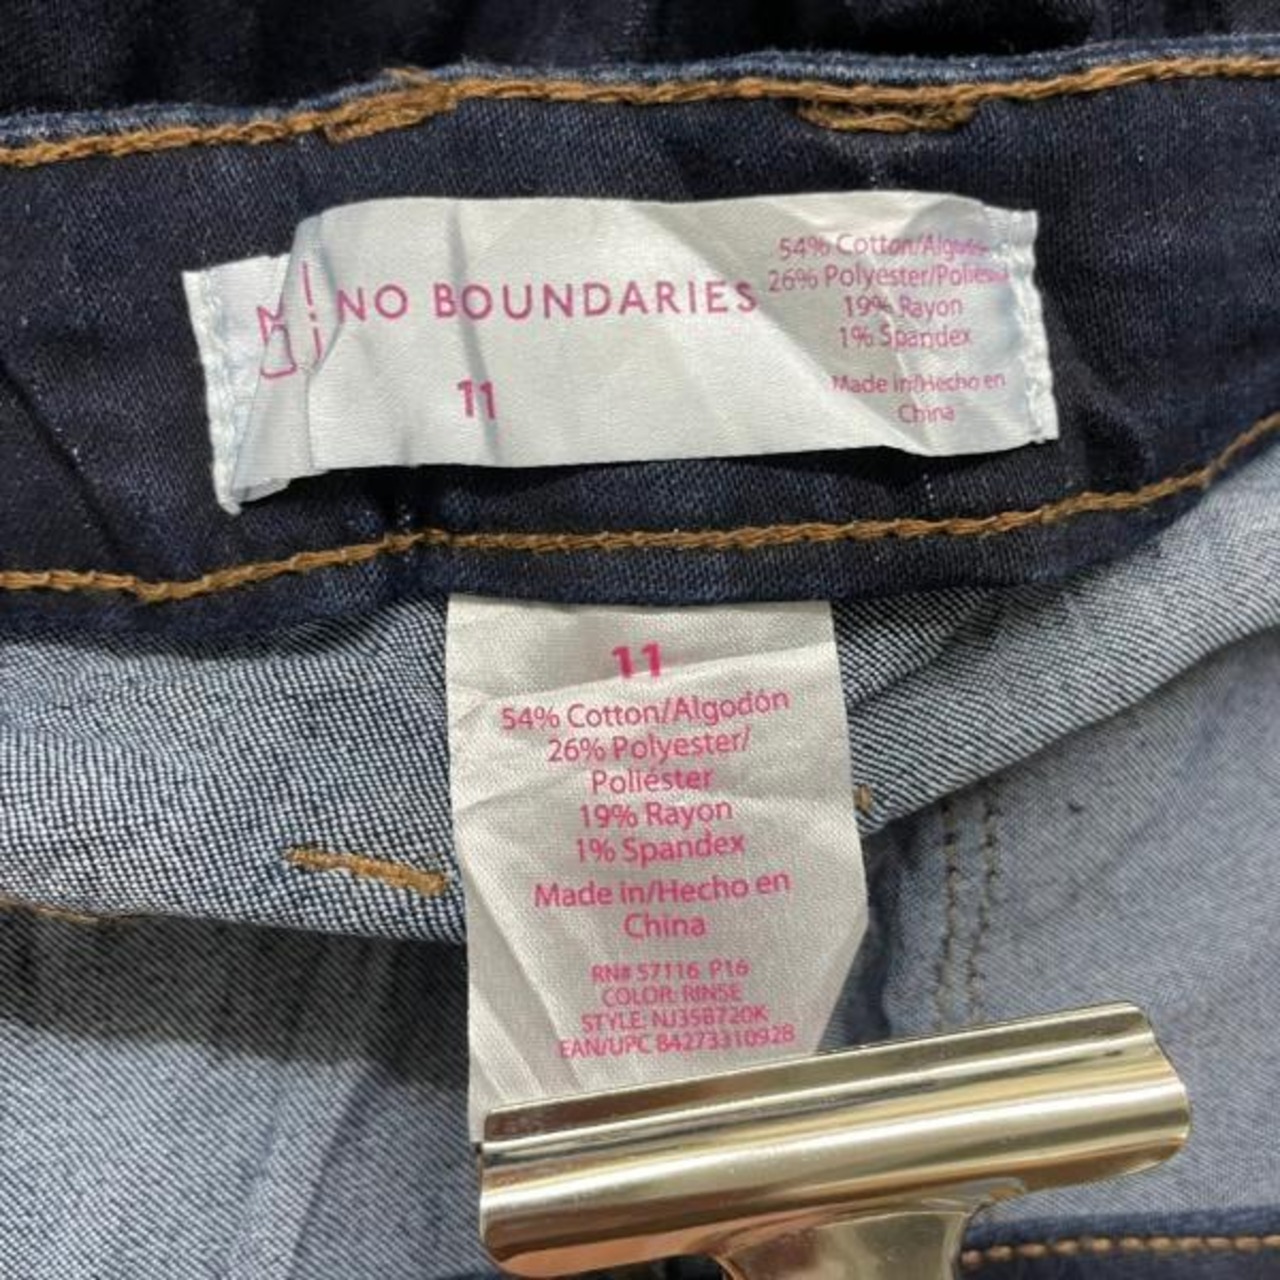 NO BOUNDARIES
11
54% Cotton/Algodón
26% Polyester/Poliéster
19% Rayon
1% Spandex
Made in/Hecho en
China
11
54% Cotton/Algodón
26% Polyester/
Poliéster
19% Rayon
1% Spandex
Made in/Hecho en
China
RN# 57116 P16
COLOR: RINSE
STYLE: NJ35B720K
EAN/UPC 842733110928